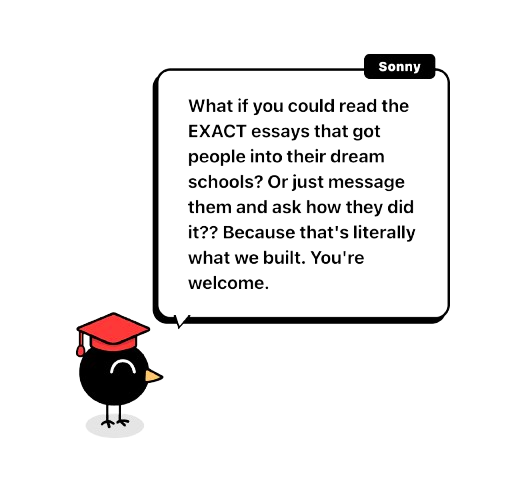 Sonny
What if you could read the
EXACT essays that got
people into their dream
schools? Or just message
them and ask how they did
it?? Because that's literally
what we built. You're
welcome.